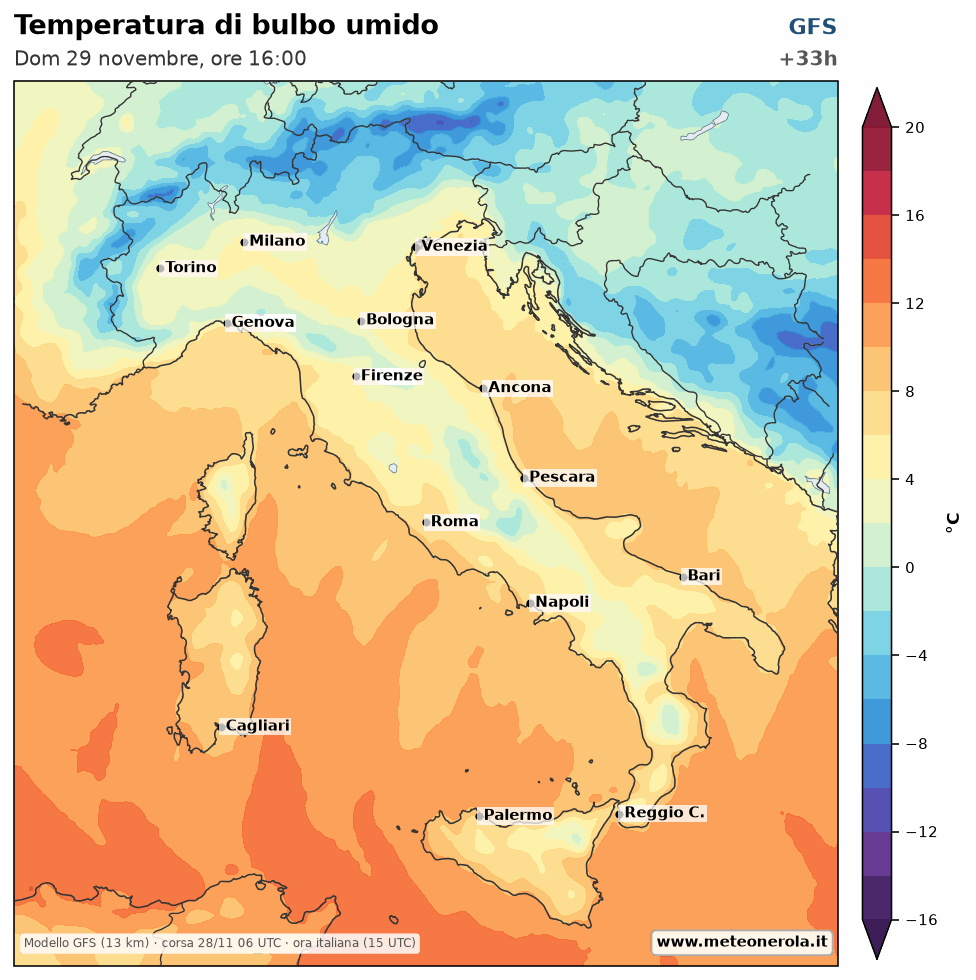 Temperatura di bulbo umido
GFS
Dom 29 novembre, ore 16:00
+33h
Milano
Venezia
Torino
Genova
Bologna
Firenze
Ancona
Pescara
Roma
Bari
Napoli
Cagliari
Palermo
Reggio C.
20
16
12
8
4
0
−4
−8
−12
−16
°C
Modello GFS (13 km) · corsa 28/11 06 UTC · ora italiana (15 UTC)
www.meteonerola.it